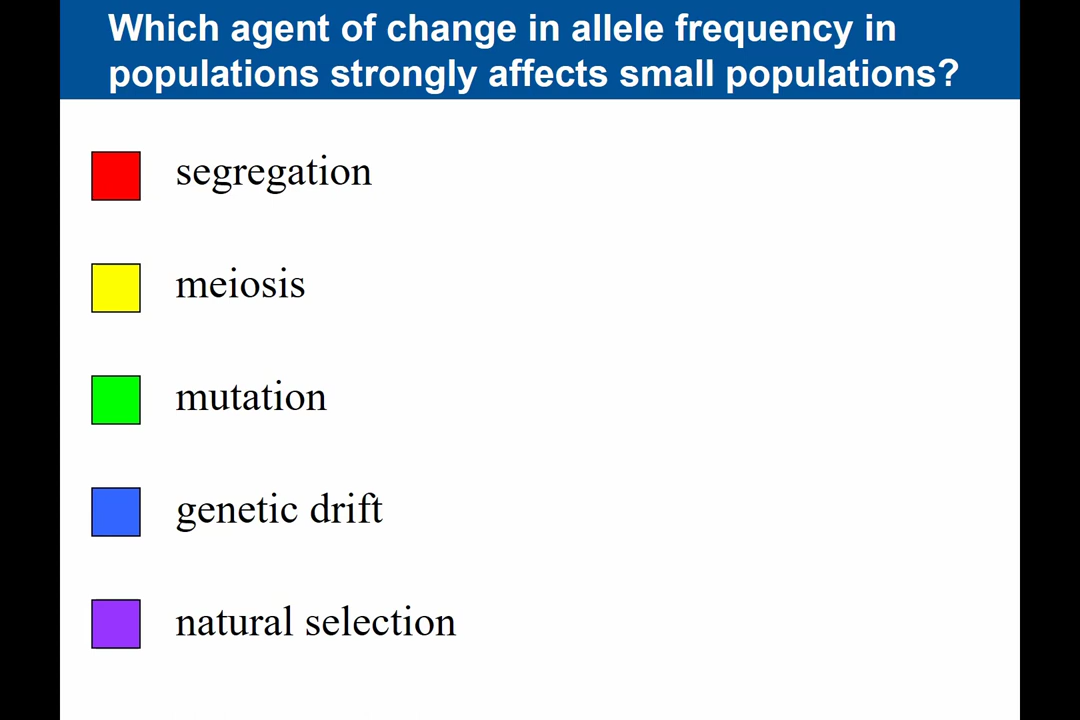 Which agent of change in allele frequency in
populations strongly affects small populations?
segregation
meiosis
mutation
genetic drift
natural selection